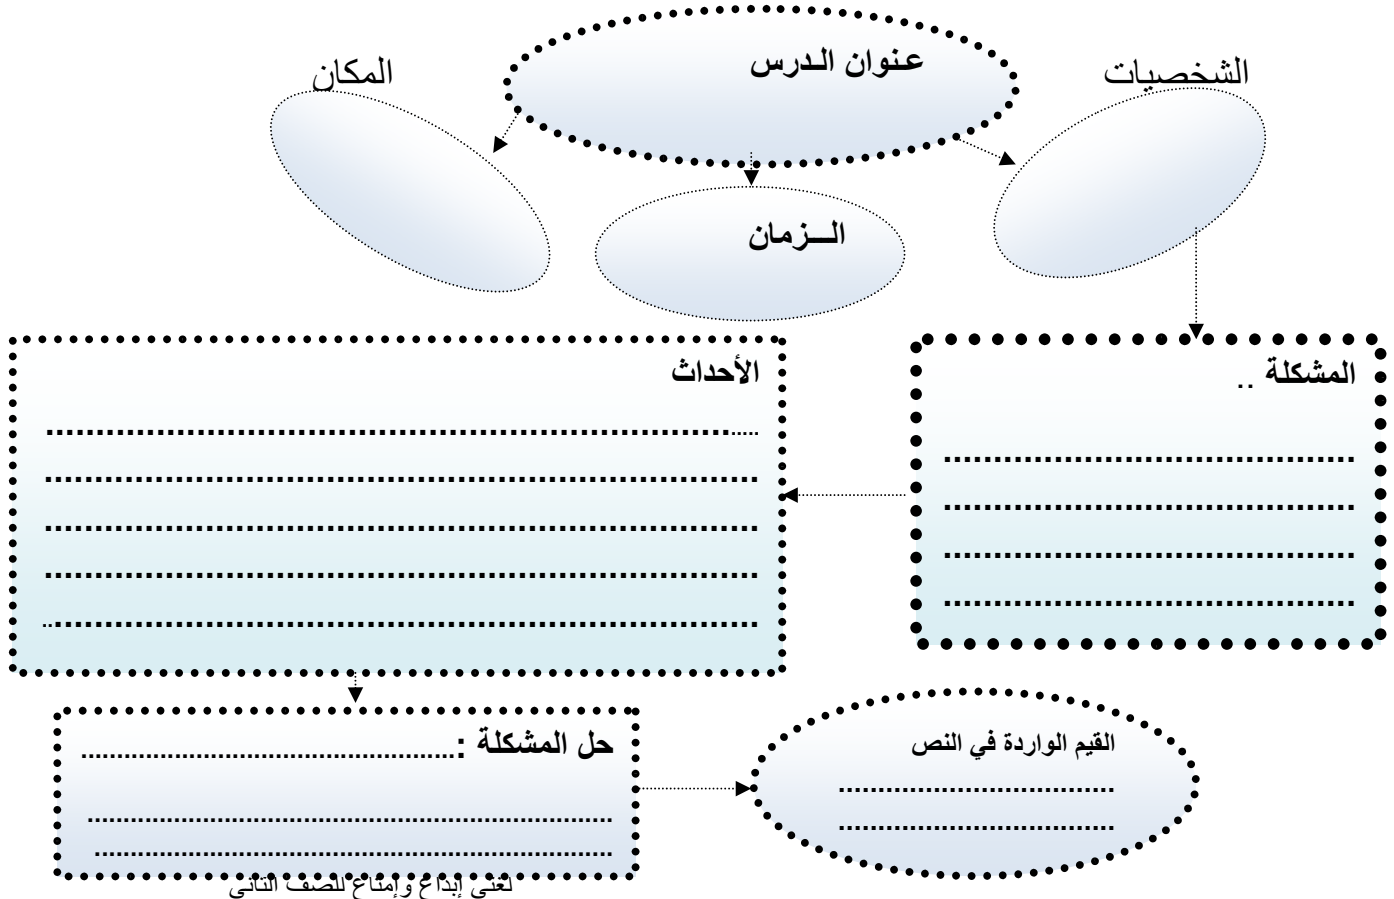 عنوان الدرس
الشخصيات
المكان
الـــزمان
المشكلة ..
الأحداث
حل المشكلة :
القيم الواردة في النص
لغتي إبداع وإمتاع للصف الثاني